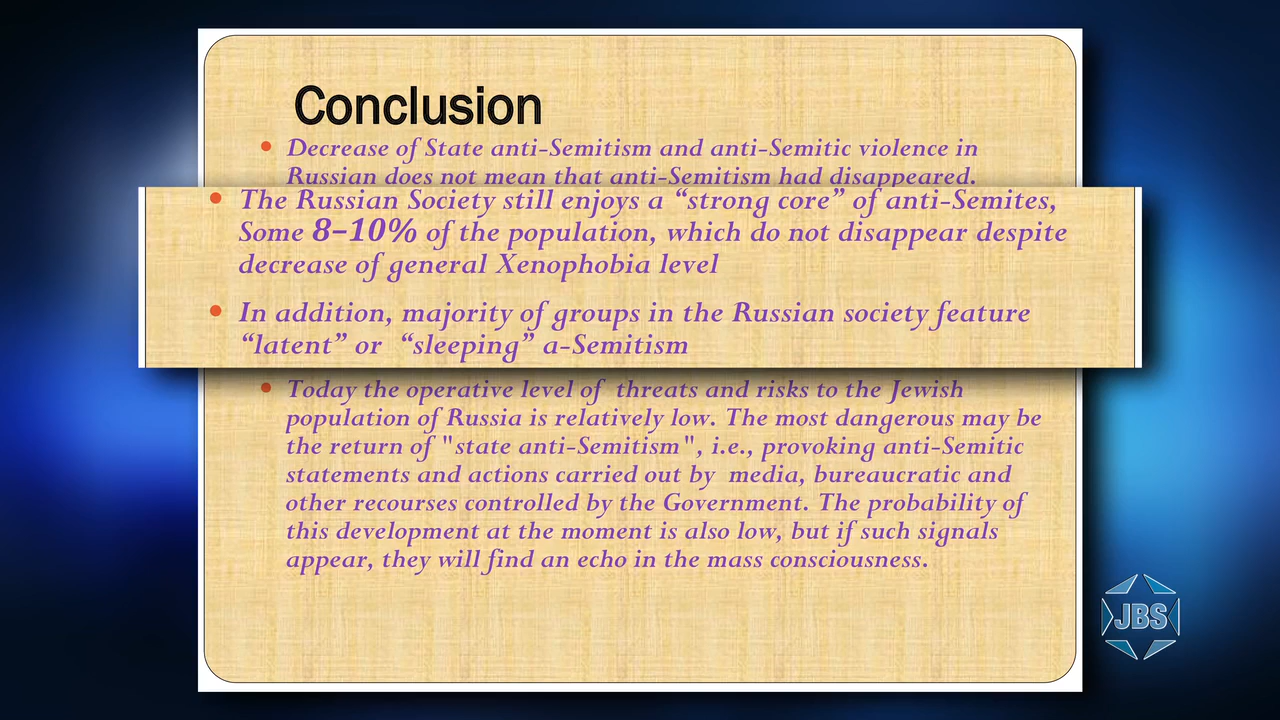 Conclusion
Decrease of State anti-Semitism and anti-Semitic violence in
Russian does not mean that anti-Semitism had disappeared.
The Russian Society still enjoys a “strong core” of anti-Semites,
Some 8–10% of the population, which do not disappear despite
decrease of general Xenophobia level
In addition, majority of groups in the Russian society feature
“latent” or “sleeping” a-Semitism
Today the operative level of threats and risks to the Jewish
population of Russia is relatively low. The most dangerous may be
the return of "state anti-Semitism", i.e., provoking anti-Semitic
statements and actions carried out by media, bureaucratic and
other recourses controlled by the Government. The probability of
this development at the moment is also low, but if such signals
appear, they will find an echo in the mass consciousness.
JBS